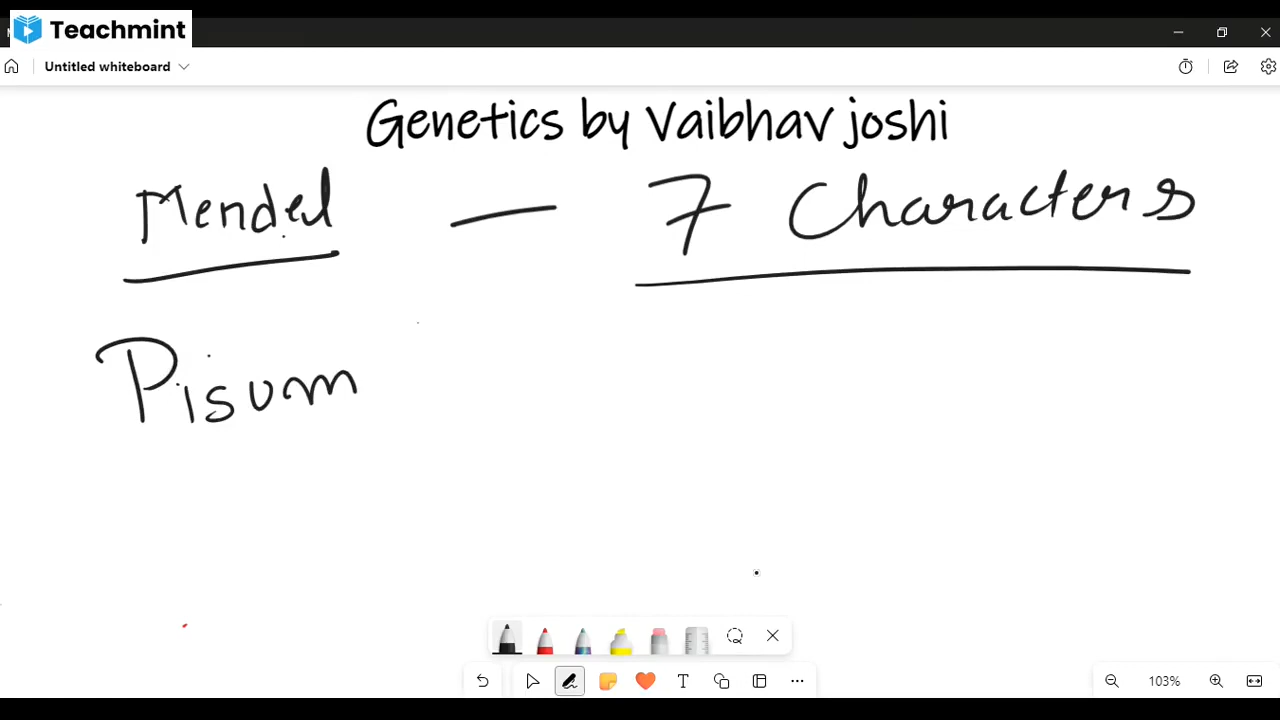 Teachmint
Untitled whiteboard
Genetics by Vaibhav joshi
Mendel — 7 Characters
Pisum
103%